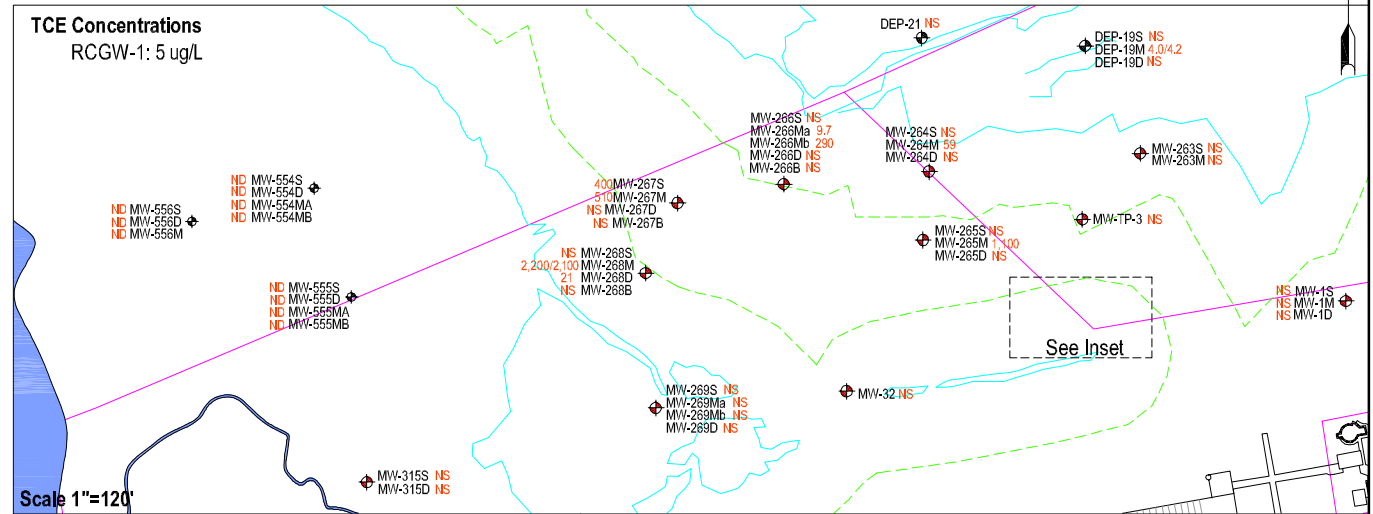 TCE Concentrations
RCGW-1: 5 ug/L
DEP-21 NS
DEP-19S NS
DEP-19M 4.0/4.2
DEP-19D NS
MW-266S NS
MW-266Ma 9.7
MW-266Mb 290
MW-266D NS
MW-266B NS
MW-264S NS
MW-264M 59
MW-264D NS
MW-263S NS
MW-263M NS
ND MW-554S
ND MW-554D
ND MW-554MA
ND MW-554MB
400 MW-267S
510 MW-267M
NS MW-267D
NS MW-267B
ND MW-556S
ND MW-556D
ND MW-556M
MW-TP-3 NS
MW-265S NS
MW-265M 1,100
MW-265D NS
NS MW-268S
2,200/2,100 MW-268M
21 MW-268D
NS MW-268B
ND MW-555S
ND MW-555D
ND MW-555MA
ND MW-555MB
NS MW-1S
NS MW-1M
NS MW-1D
See Inset
MW-269S NS
MW-269Ma NS
MW-269Mb NS
MW-269D NS
MW-32 NS
MW-315S NS
MW-315D NS
Scale 1"=120'